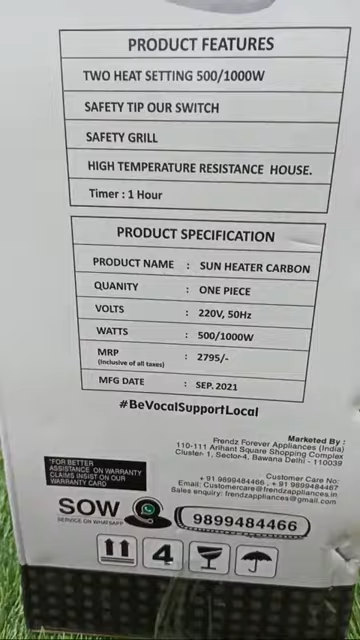 PRODUCT FEATURES
TWO HEAT SETTING 500/1000W
SAFETY TIP OUR SWITCH
SAFETY GRILL
HIGH TEMPERATURE RESISTANCE HOUSE.
Timer : 1 Hour
PRODUCT SPECIFICATION
PRODUCT NAME : SUN HEATER CARBON
QUANITY : ONE PIECE
VOLTS : 220V, 50Hz
WATTS : 500/1000W
MRP : 2795/-
(Inclusive of all taxes)
MFG DATE : SEP. 2021
#BeVocalSupportLocal
Marketed By :
Frendz Forever Appliances (India)
110-111 Arihant Square Shopping Complex
Cluster- 1, Sector-4, Bawana Delhi - 110039
*FOR BETTER
ASSISTANCE ON WARRANTY
CLAIMS INSIST ON OUR
WARRANTY CARD
Customer Care No:
+ 91 9899484466 , + 91 9899484467
Email: Customercare@frendzappliances.in
Sales enquiry: frendzappliances@gmail.com
SOW
SERVICE ON WHATSAPP
9899484466
4